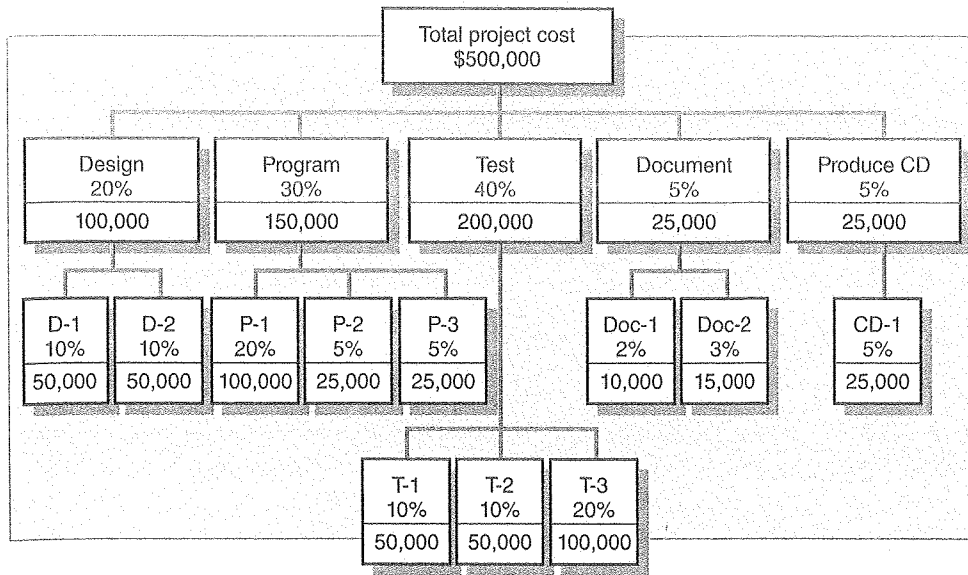 Total project cost
$500,000
Design
20%
100,000
Program
30%
150,000
Test
40%
200,000
Document
5%
25,000
Produce CD
5%
25,000
D-1
10%
50,000
D-2
10%
50,000
P-1
20%
100,000
P-2
5%
25,000
P-3
5%
25,000
Doc-1
2%
10,000
Doc-2
3%
15,000
CD-1
5%
25,000
T-1
10%
50,000
T-2
10%
50,000
T-3
20%
100,000